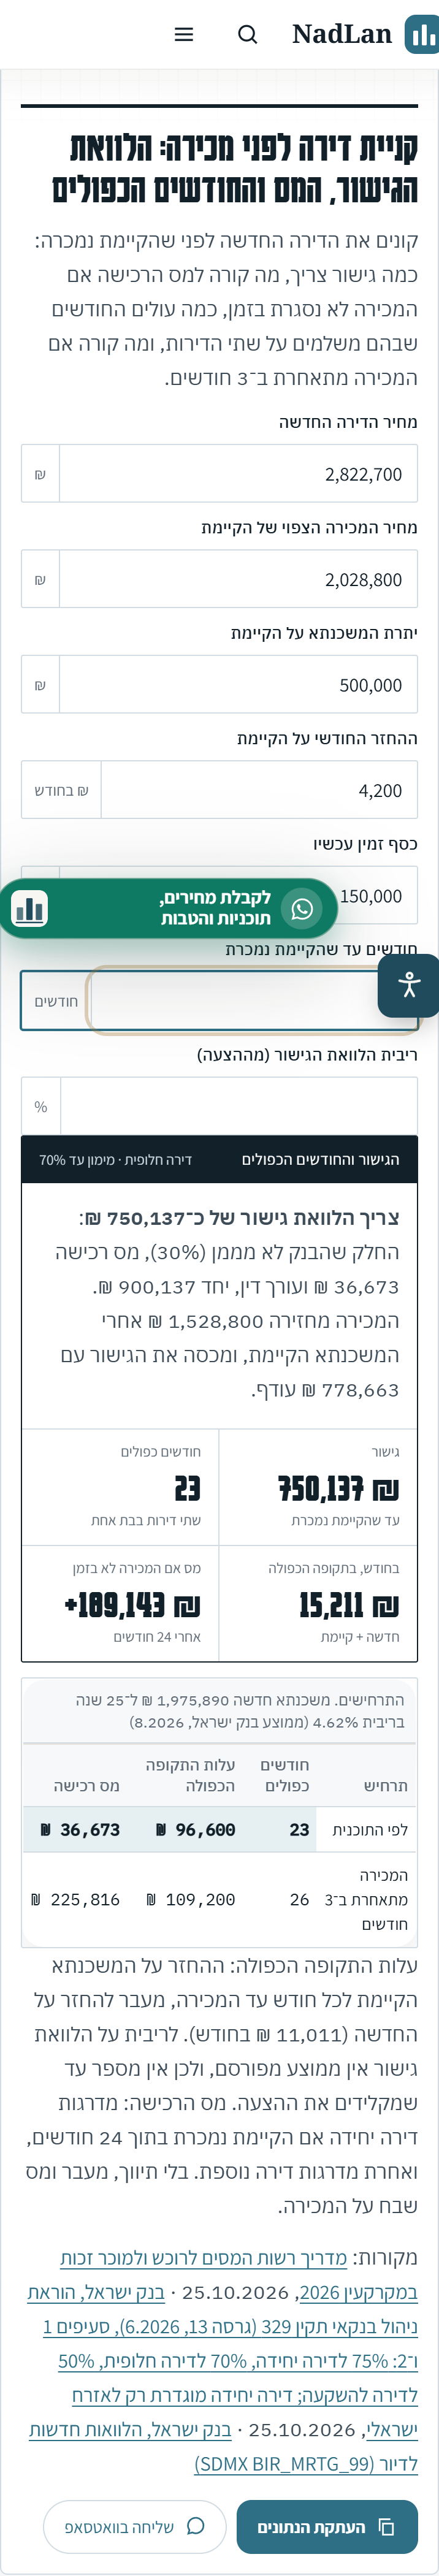 NadLan
קניית דירה לפני מכירה: הלוואת
הגישור, המס והחודשים הכפולים
קונים את הדירה החדשה לפני שהקיימת נמכרה:
כמה גישור צריך, מה קורה למס הרכישה אם
המכירה לא נסגרת בזמן, כמה עולים החודשים
שבהם משלמים על שתי הדירות, ומה קורה אם
המכירה מתאחרת ב־3 חודשים.
מחיר הדירה החדשה
2,822,700 ₪
מחיר המכירה הצפוי של הקיימת
2,028,800 ₪
יתרת המשכנתא על הקיימת
500,000 ₪
ההחזר החודשי על הקיימת
4,200 ₪ בחודש
כסף זמין עכשיו
150,000
לקבלת מחירים,
תוכניות והטבות
חודשים עד שהקיימת נמכרת
חודשים
ריבית הלוואת הגישור (מההצעה)
%
הגישור והחודשים הכפולים
דירה חלופית · מימון עד 70%
צריך הלוואת גישור של כ־750,137 ₪:
החלק שהבנק לא מממן (30%), מס רכישה
36,673 ₪ ועורך דין, יחד 900,137 ₪.
המכירה מחזירה 1,528,800 ₪ אחרי
המשכנתא הקיימת, ומכסה את הגישור עם
778,663 ₪ עודף.
גישור
750,137 ₪
עד שהקיימת נמכרת
חודשים כפולים
23
שתי דירות בבת אחת
בחודש, בתקופה הכפולה
15,211 ₪
חדשה + קיימת
מס אם המכירה לא בזמן
+189,143 ₪
אחרי 24 חודשים
התרחישים. משכנתא חדשה 1,975,890 ₪ ל־25 שנה
בריבית 4.62% (ממוצע בנק ישראל, 8.2026)
תרחיש חודשים כפולים עלות התקופה הכפולה מס רכישה
לפי התוכנית 23 96,600 ₪ 36,673 ₪
המכירה מתאחרת ב־3 חודשים 26 109,200 ₪ 225,816 ₪
עלות התקופה הכפולה: ההחזר על המשכנתא
הקיימת לכל חודש עד המכירה, מעבר להחזר על
החדשה (11,011 ₪ בחודש). לריבית על הלוואת
גישור אין ממוצע מפורסם, ולכן אין מספר עד
שמקלידים את ההצעה. מס הרכישה: מדרגות
דירה יחידה אם הקיימת נמכרת בתוך 24 חודשים,
ואחרת מדרגות דירה נוספת. בלי תיווך, מעבר ומס
שבח על המכירה.
מקורות: מדריך רשות המסים לרוכש ולמוכר זכות
במקרקעין 2026, 25.10.2026 · בנק ישראל, הוראת
ניהול בנקאי תקין 329 (גרסה 13, 6.2026), סעיפים 1
ו־2: 75% לדירה יחידה, 70% לדירה חלופית, 50%
לדירה להשקעה; דירה יחידה מוגדרת רק לאזרח
ישראלי, 25.10.2026 · בנק ישראל, הלוואות חדשות
לדיור (SDMX BIR_MRTG_99)
העתקת הנתונים
שליחה בוואטסאפ